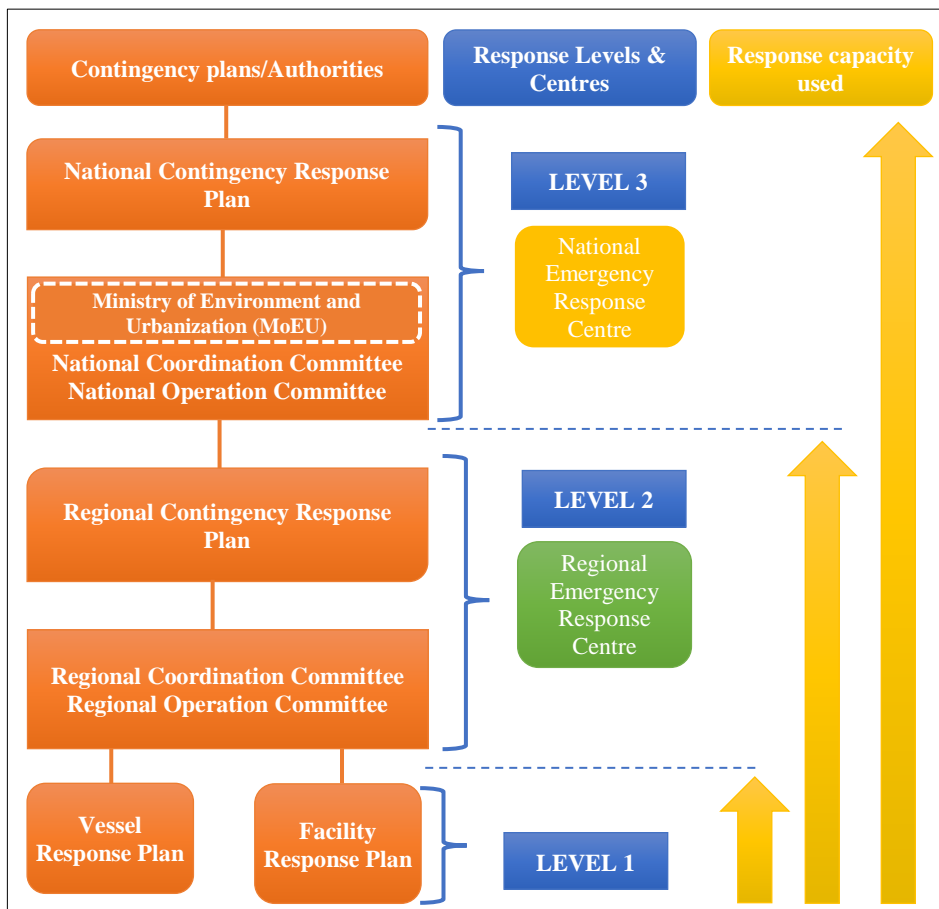 Contingency plans/Authorities
Response Levels &
Centres
Response capacity
used
National Contingency Response
Plan
LEVEL 3
National
Emergency
Response
Centre
Ministry of Environment and
Urbanization (MoEU)
National Coordination Committee
National Operation Committee
Regional Contingency Response
Plan
LEVEL 2
Regional
Emergency
Response
Centre
Regional Coordination Committee
Regional Operation Committee
Vessel
Response Plan
Facility
Response Plan
LEVEL 1